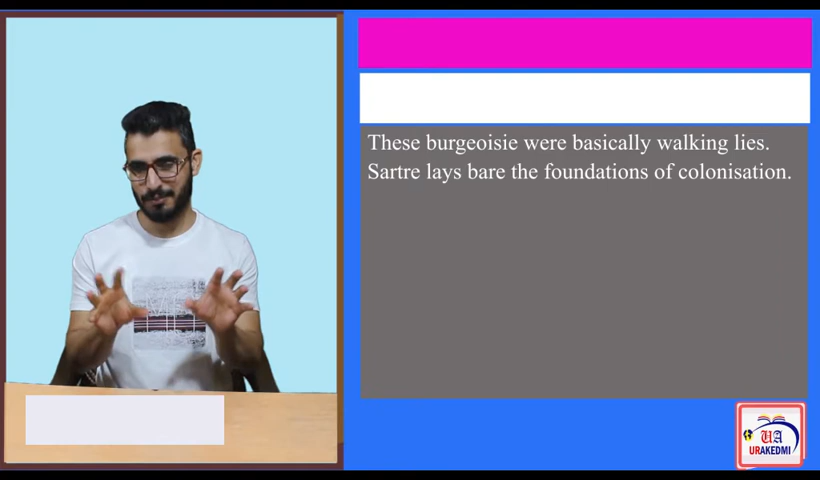 These burgeoisie were basically walking lies.
Sartre lays bare the foundations of colonisation.
UA
URAKEDMI